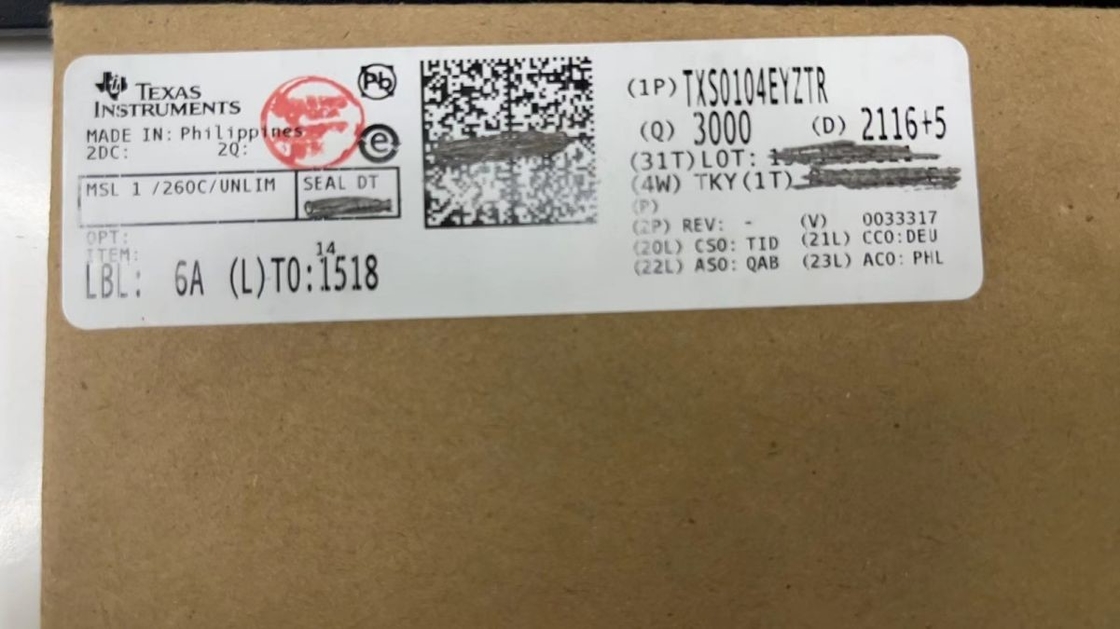 TEXAS
INSTRUMENTS
MADE IN: Philippines
2DC: 2Q:
MSL 1 /260C/UNLIM
SEAL DT
OPT:
ITEM:
14
LBL: 6A (L)TO:1518
Pb
e
(1P) TXS0104EYZTR
(Q) 3000 (D) 2116+5
(31T)LOT:
(4W) TKY(1T)
(P)
(2P) REV: - (V) 0033317
(20L) CSO: TID (21L) CCO:DEU
(22L) ASO: QAB (23L) ACO: PHL